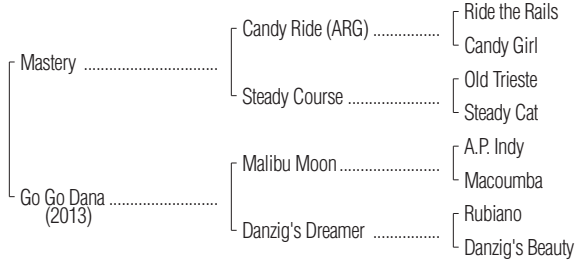 Ride the Rails
Candy Ride (ARG) ................
Candy Girl
Mastery ................................
Old Trieste
Steady Course ......................
Steady Cat
A.P. Indy
Malibu Moon ........................
Macoumba
Go Go Dana ..........................
(2013)
Rubiano
Danzig's Dreamer ................
Danzig's Beauty